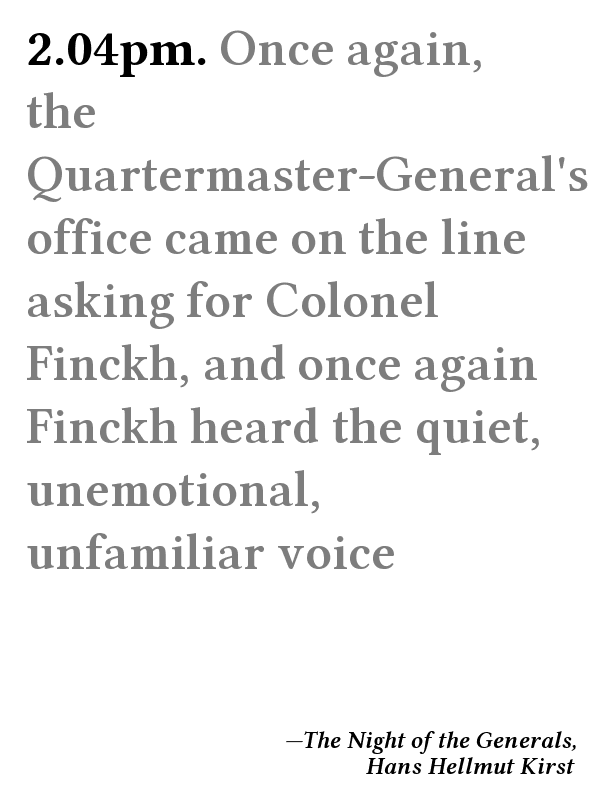 2.04pm. Once again,
the
Quartermaster-General's
office came on the line
asking for Colonel
Finckh, and once again
Finckh heard the quiet,
unemotional,
unfamiliar voice
—The Night of the Generals,
Hans Hellmut Kirst